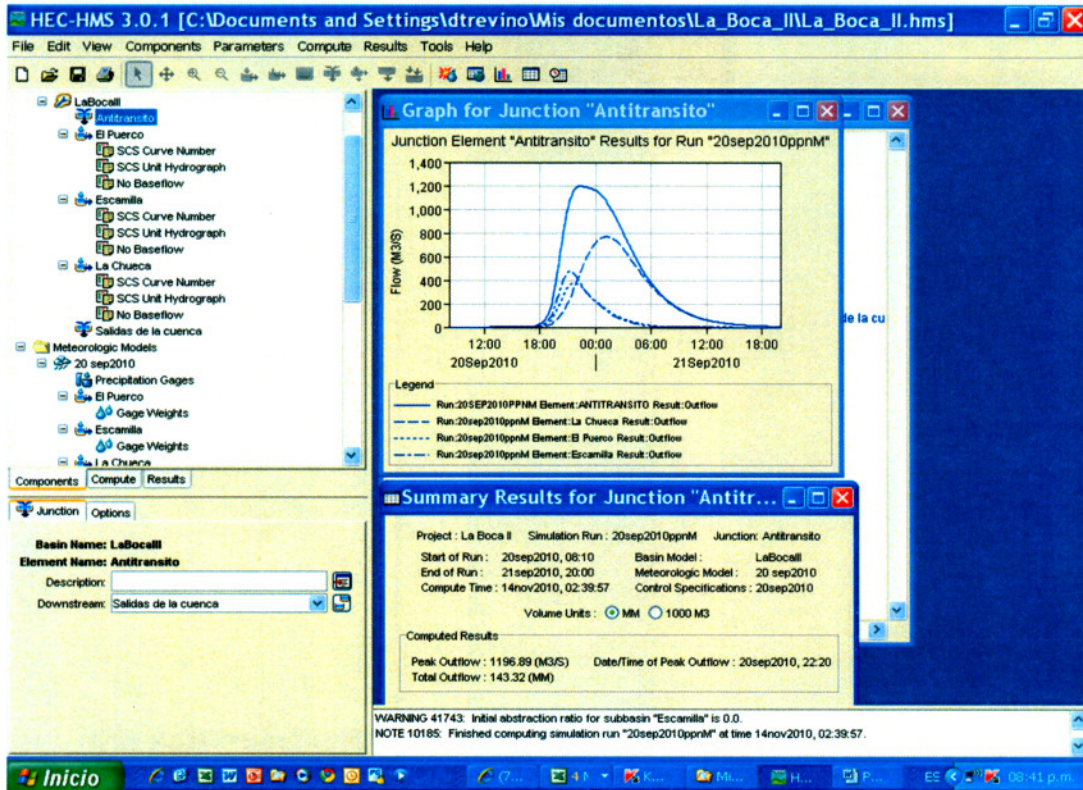 HEC-HMS 3.0.1 [C:\Documents and Settings\dtrevino\Mis documentos\La_Boca_II\La_Boca_II.hms]
File Edit View Components Parameters Compute Results Tools Help
LaBocaIII
Antitransito
El Puerco
SCS Curve Number
SCS Unit Hydrograph
No Baseflow
Escamilla
SCS Curve Number
SCS Unit Hydrograph
No Baseflow
La Chueca
SCS Curve Number
SCS Unit Hydrograph
No Baseflow
Salidas de la cuenca
Meteorologic Models
20 sep2010
Precipitation Gages
El Puerco
Gage Weights
Escamilla
Gage Weights
La Chueca
Components Compute Results
Junction Options
Basin Name: LaBocaIII
Element Name: Antitransito
Description:
Downstream: Salidas de la cuenca
Graph for Junction "Antitransito"
Junction Element "Antitransito" Results for Run "20sep2010ppnM"
1,400
1,200
1,000
800
600
400
200
0
Flow (M3/S)
12:00 18:00 00:00 06:00 12:00 18:00
20Sep2010 21Sep2010
Legend
Run:20SEP2010PPNM Element:ANTITRANSITO Result:Outflow
Run:20sep2010ppnM Element:La Chueca Result:Outflow
Run:20sep2010ppnM Element:El Puerco Result:Outflow
Run:20sep2010ppnM Element:Escamilla Result:Outflow
de la cu
Summary Results for Junction "Antitr...
Project : La Boca II Simulation Run : 20sep2010ppnM Junction: Antitransito
Start of Run : 20sep2010, 08:10 Basin Model : LaBocaIII
End of Run : 21sep2010, 20:00 Meteorologic Model : 20 sep2010
Compute Time : 14nov2010, 02:39:57 Control Specifications : 20sep2010
Volume Units : MM 1000 M3
Computed Results
Peak Outflow : 1196.89 (M3/S) Date/Time of Peak Outflow : 20sep2010, 22:20
Total Outflow : 143.32 (MM)
WARNING 41743: Initial abstraction ratio for subbasin "Escamilla" is 0.0.
NOTE 10185: Finished computing simulation run "20sep2010ppnM" at time 14nov2010, 02:39:57.
Inicio (7... 4 K... Mi... H... P... ES 08:41 p.m.